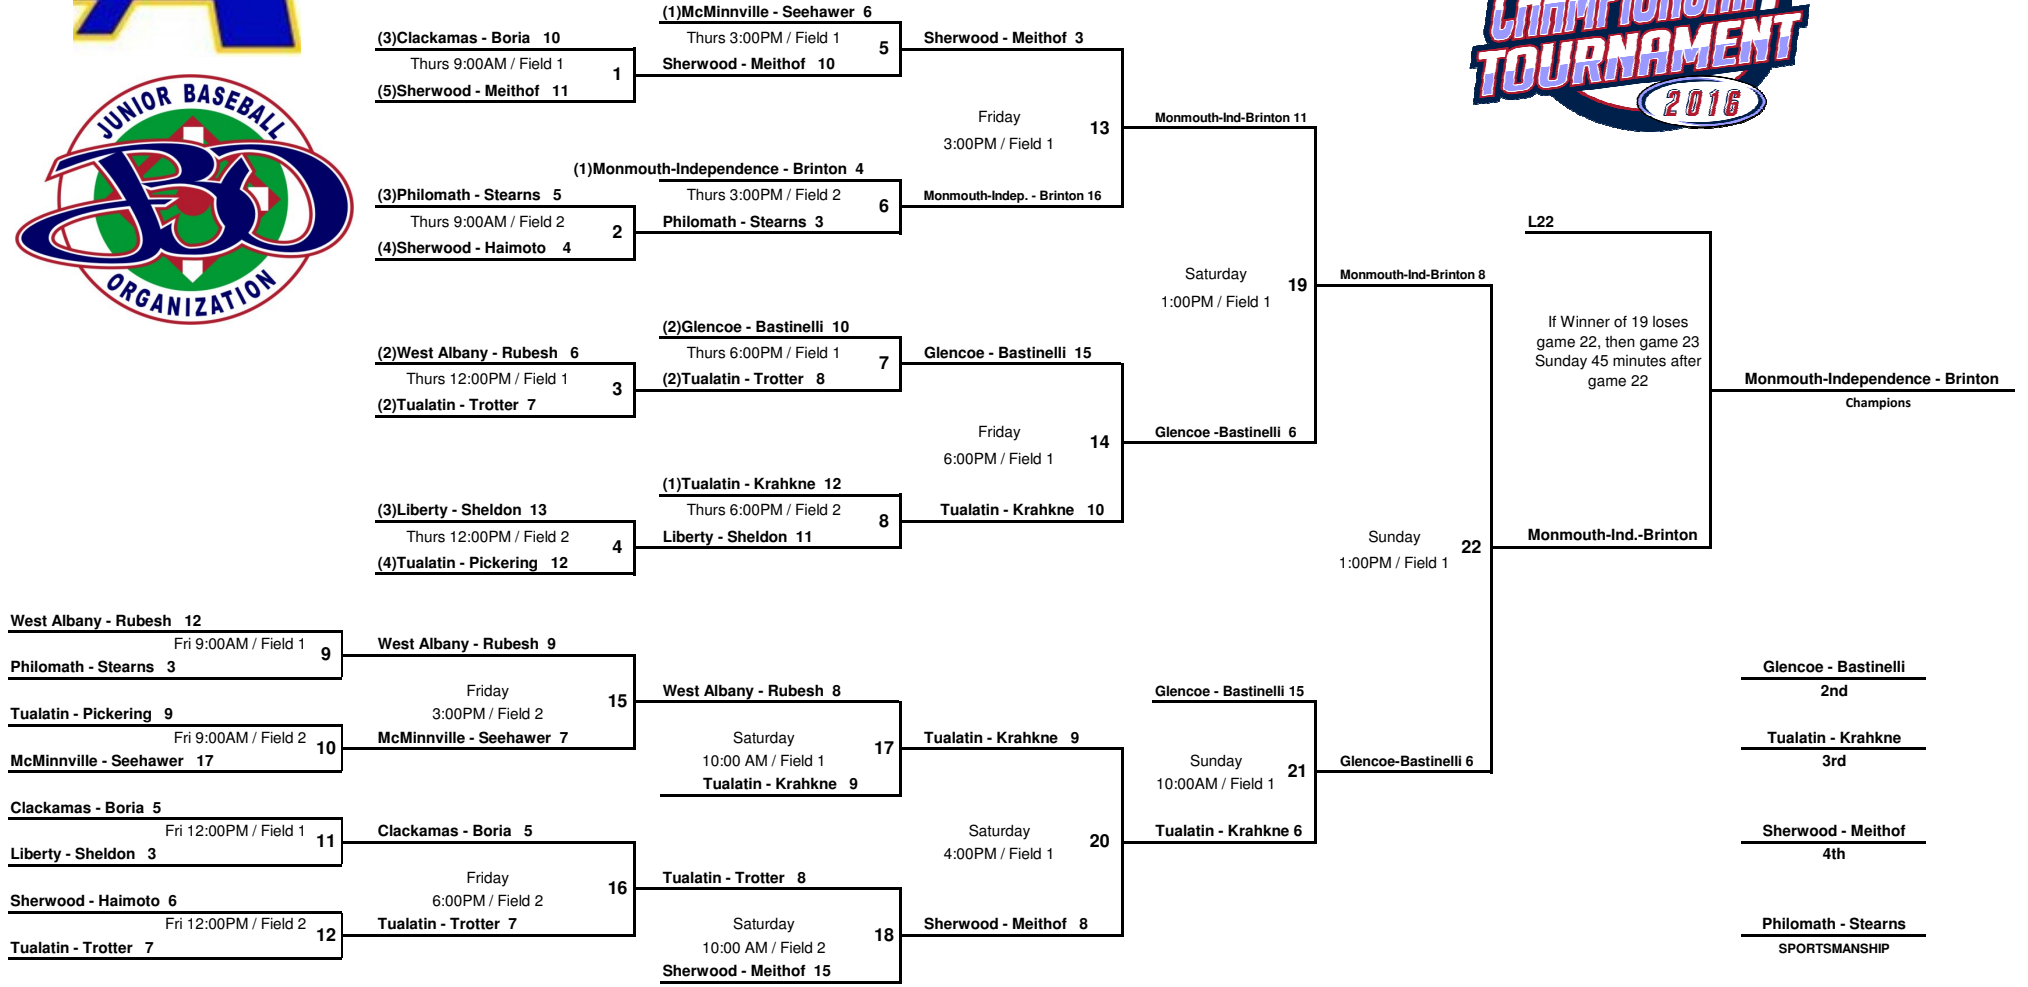 CHAMPIONSHIP
TOURNAMENT
2016
JUNIOR BASEBALL
JBO
ORGANIZATION
(3)Clackamas - Boria 10
Thurs 9:00AM / Field 1
1
(5)Sherwood - Meithof 11
(3)Philomath - Stearns 5
Thurs 9:00AM / Field 2
2
(4)Sherwood - Haimoto 4
(2)West Albany - Rubesh 6
Thurs 12:00PM / Field 1
3
(2)Tualatin - Trotter 7
(3)Liberty - Sheldon 13
Thurs 12:00PM / Field 2
4
(4)Tualatin - Pickering 12
(1)McMinnville - Seehawer 6
Thurs 3:00PM / Field 1
5
Sherwood - Meithof 10
(1)Monmouth-Independence - Brinton 4
Thurs 3:00PM / Field 2
6
Philomath - Stearns 3
(2)Glencoe - Bastinelli 10
Thurs 6:00PM / Field 1
7
(2)Tualatin - Trotter 8
(1)Tualatin - Krahkne 12
Thurs 6:00PM / Field 2
8
Liberty - Sheldon 11
Sherwood - Meithof 3
Friday
13
3:00PM / Field 1
Monmouth-Indep. - Brinton 16
Glencoe - Bastinelli 15
Friday
14
6:00PM / Field 1
Tualatin - Krahkne 10
Monmouth-Ind-Brinton 11
Saturday
19
1:00PM / Field 1
Glencoe -Bastinelli 6
Monmouth-Ind-Brinton 8
Sunday
22
1:00PM / Field 1
Glencoe-Bastinelli 6
L22
If Winner of 19 loses
game 22, then game 23
Sunday 45 minutes after
game 22
Monmouth-Ind.-Brinton
Monmouth-Independence - Brinton
Champions
West Albany - Rubesh 12
Fri 9:00AM / Field 1
9
Philomath - Stearns 3
Tualatin - Pickering 9
Fri 9:00AM / Field 2
10
McMinnville - Seehawer 17
Clackamas - Boria 5
Fri 12:00PM / Field 1
11
Liberty - Sheldon 3
Sherwood - Haimoto 6
Fri 12:00PM / Field 2
12
Tualatin - Trotter 7
West Albany - Rubesh 9
Friday
15
3:00PM / Field 2
McMinnville - Seehawer 7
Clackamas - Boria 5
Friday
16
6:00PM / Field 2
Tualatin - Trotter 7
West Albany - Rubesh 8
Saturday
17
10:00 AM / Field 1
Tualatin - Krahkne 9
Tualatin - Trotter 8
Saturday
18
10:00 AM / Field 2
Sherwood - Meithof 15
Tualatin - Krahkne 9
Saturday
20
4:00PM / Field 1
Sherwood - Meithof 8
Glencoe - Bastinelli 15
Sunday
21
10:00AM / Field 1
Tualatin - Krahkne 6
Glencoe - Bastinelli
2nd
Tualatin - Krahkne
3rd
Sherwood - Meithof
4th
Philomath - Stearns
SPORTSMANSHIP